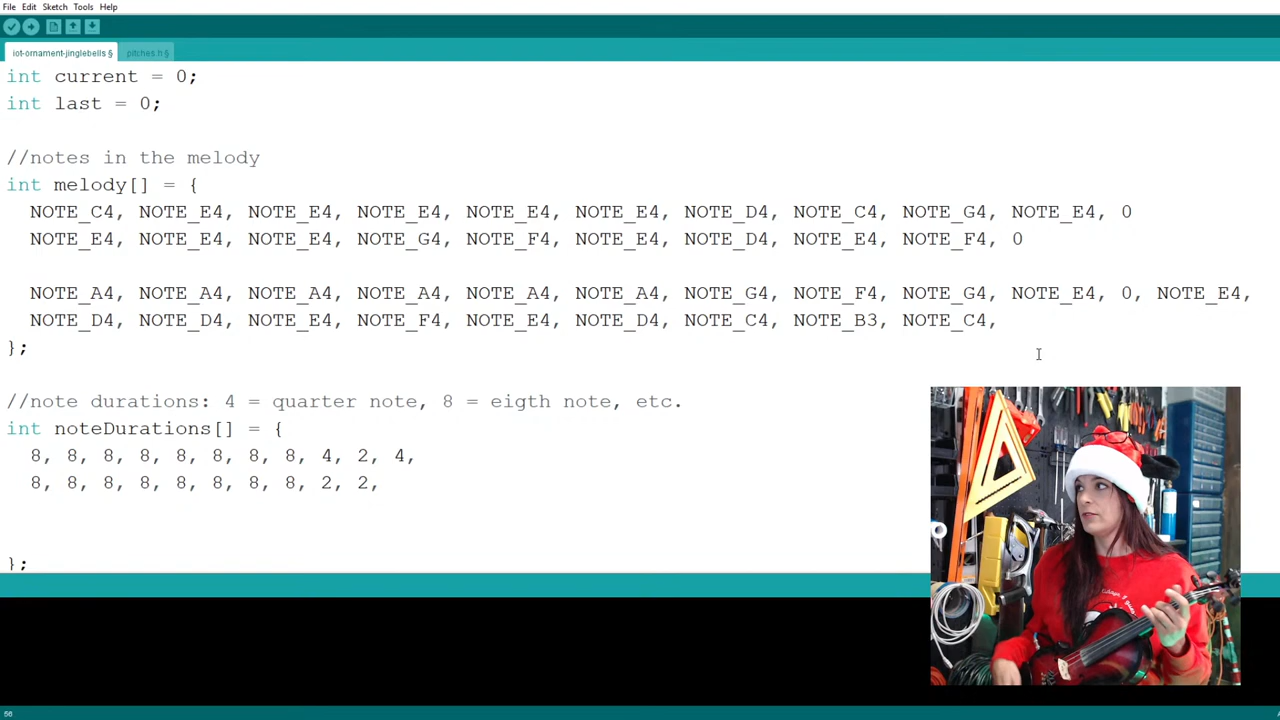 File Edit Sketch Tools Help
iot-ornament-jinglebells § pitches.h §
int current = 0;
int last = 0;
//notes in the melody
int melody[] = {
NOTE_C4, NOTE_E4, NOTE_E4, NOTE_E4, NOTE_E4, NOTE_E4, NOTE_D4, NOTE_C4, NOTE_G4, NOTE_E4, 0
NOTE_E4, NOTE_E4, NOTE_E4, NOTE_G4, NOTE_F4, NOTE_E4, NOTE_D4, NOTE_E4, NOTE_F4, 0
NOTE_A4, NOTE_A4, NOTE_A4, NOTE_A4, NOTE_A4, NOTE_A4, NOTE_G4, NOTE_F4, NOTE_G4, NOTE_E4, 0, NOTE_E4,
NOTE_D4, NOTE_D4, NOTE_E4, NOTE_F4, NOTE_E4, NOTE_D4, NOTE_C4, NOTE_B3, NOTE_C4,
};
//note durations: 4 = quarter note, 8 = eigth note, etc.
int noteDurations[] = {
8, 8, 8, 8, 8, 8, 8, 8, 4, 2, 4,
8, 8, 8, 8, 8, 8, 8, 8, 2, 2,
};
56